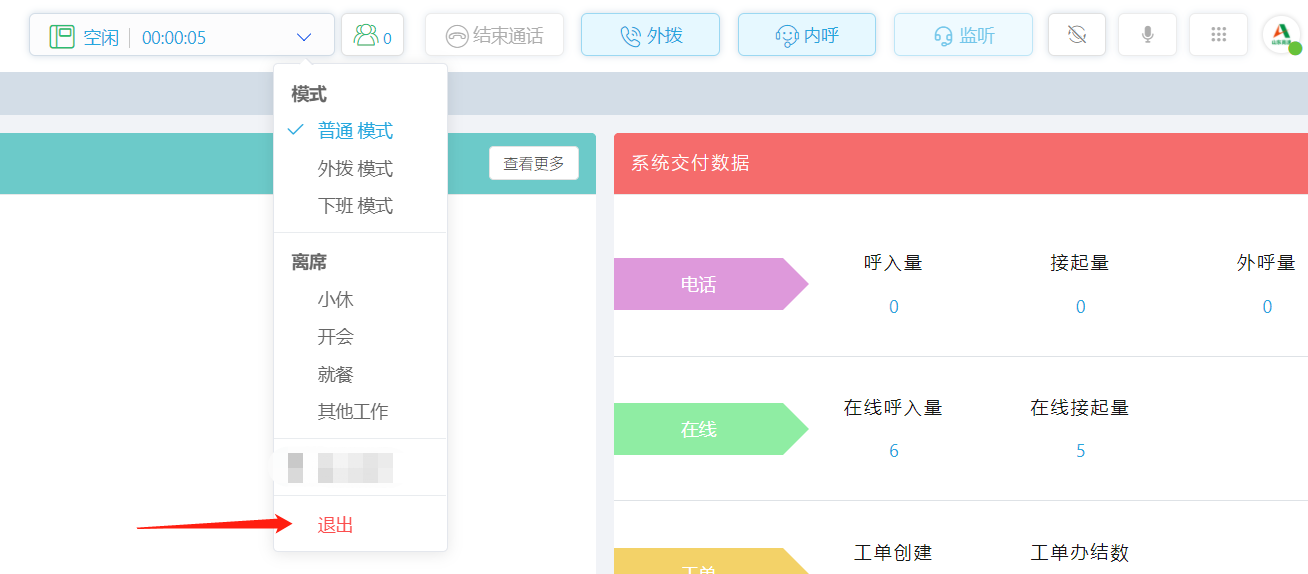 空闲 00:00:05 0 结束通话 外拨 内呼 监听
模式
普通 模式
外拨 模式
下班 模式
离席
小休
开会
就餐
其他工作
退出
查看更多
系统交付数据
电话
呼入量 接起量 外呼量
0 0 0
在线
在线呼入量 在线接起量
6 5
工单
工单创建 工单办结数